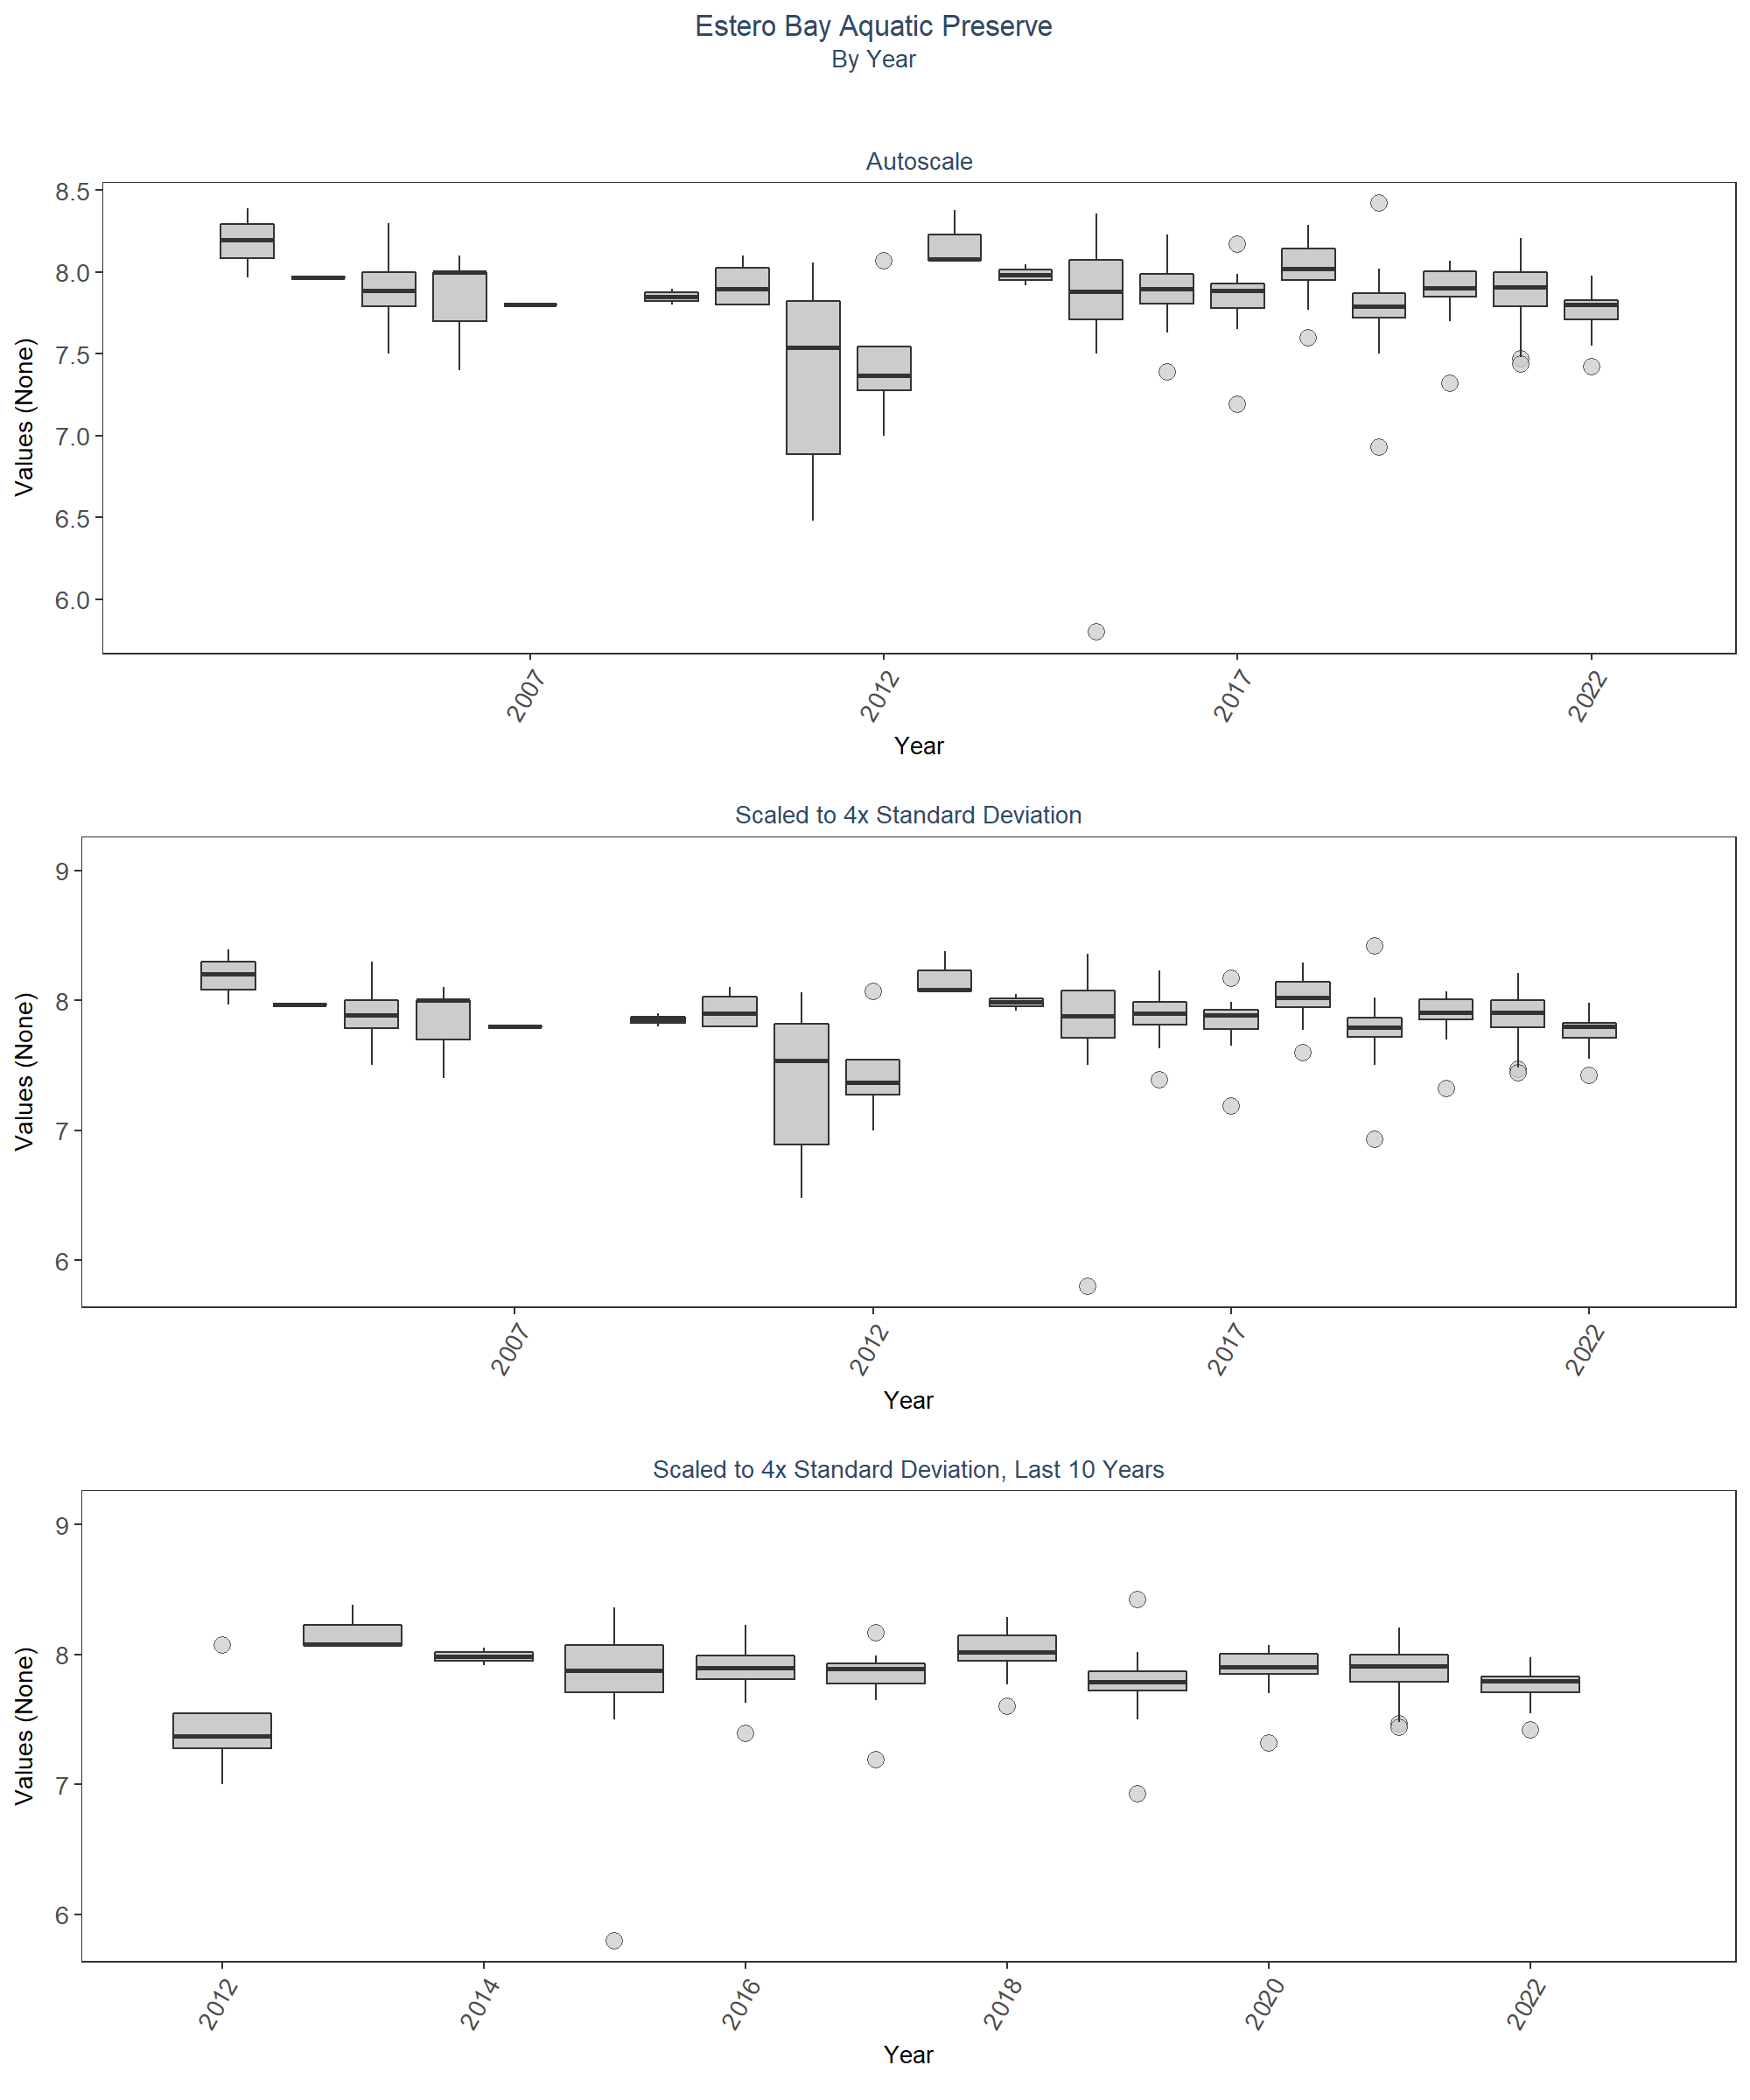 Estero Bay Aquatic Preserve
By Year
Autoscale
Values (None)
8.5
8.0
7.5
7.0
6.5
6.0
2007
2012
2017
2022
Year
Scaled to 4x Standard Deviation
Values (None)
9
8
7
6
2007
2012
2017
2022
Year
Scaled to 4x Standard Deviation, Last 10 Years
Values (None)
9
8
7
6
2012
2014
2016
2018
2020
2022
Year